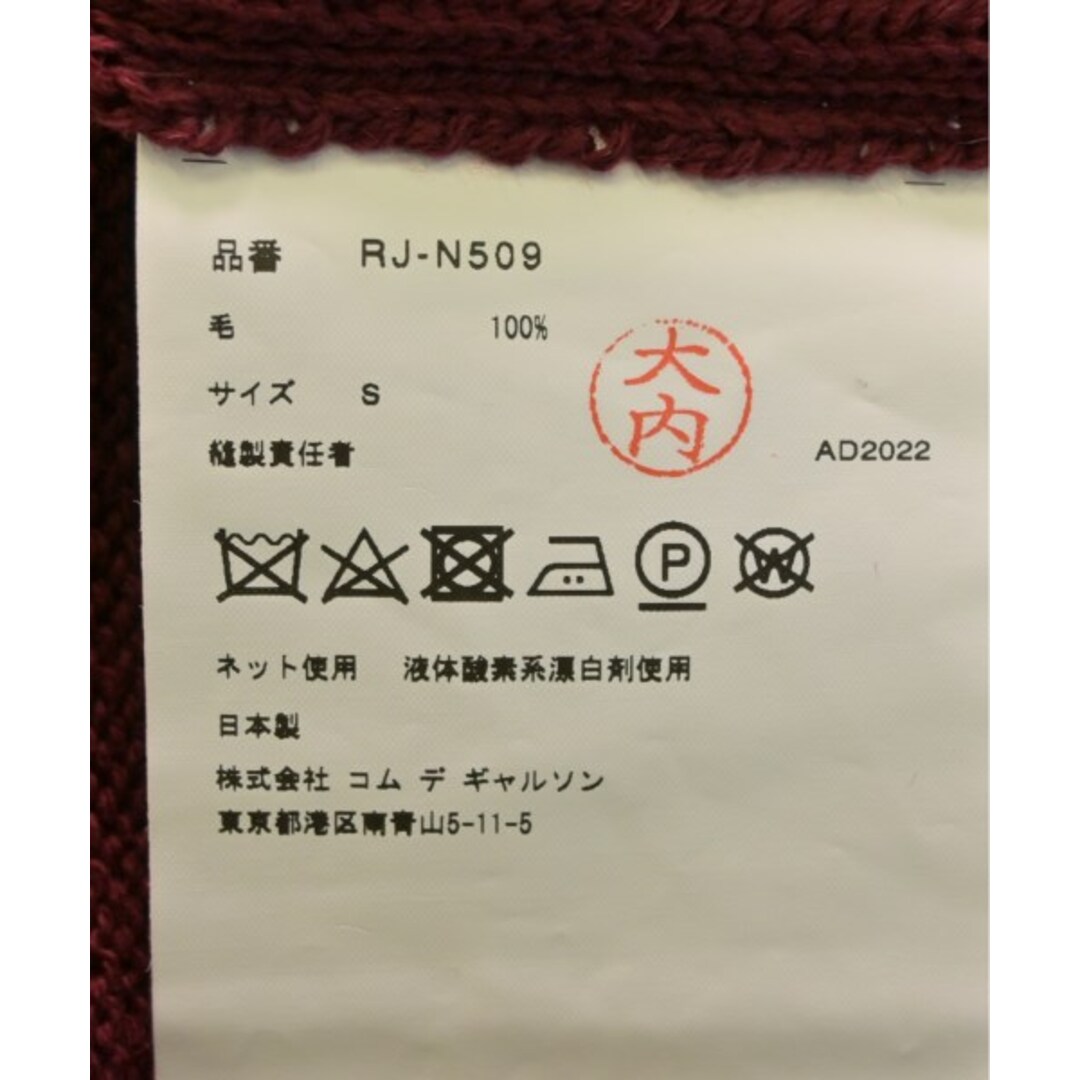 品番 RJ-N509
毛 100%
サイズ S
縫製責任者 大内 AD2022
P W
ネット使用 液体酸素系漂白剤使用
日本製
株式会社 コム デ ギャルソン
東京都港区南青山5-11-5